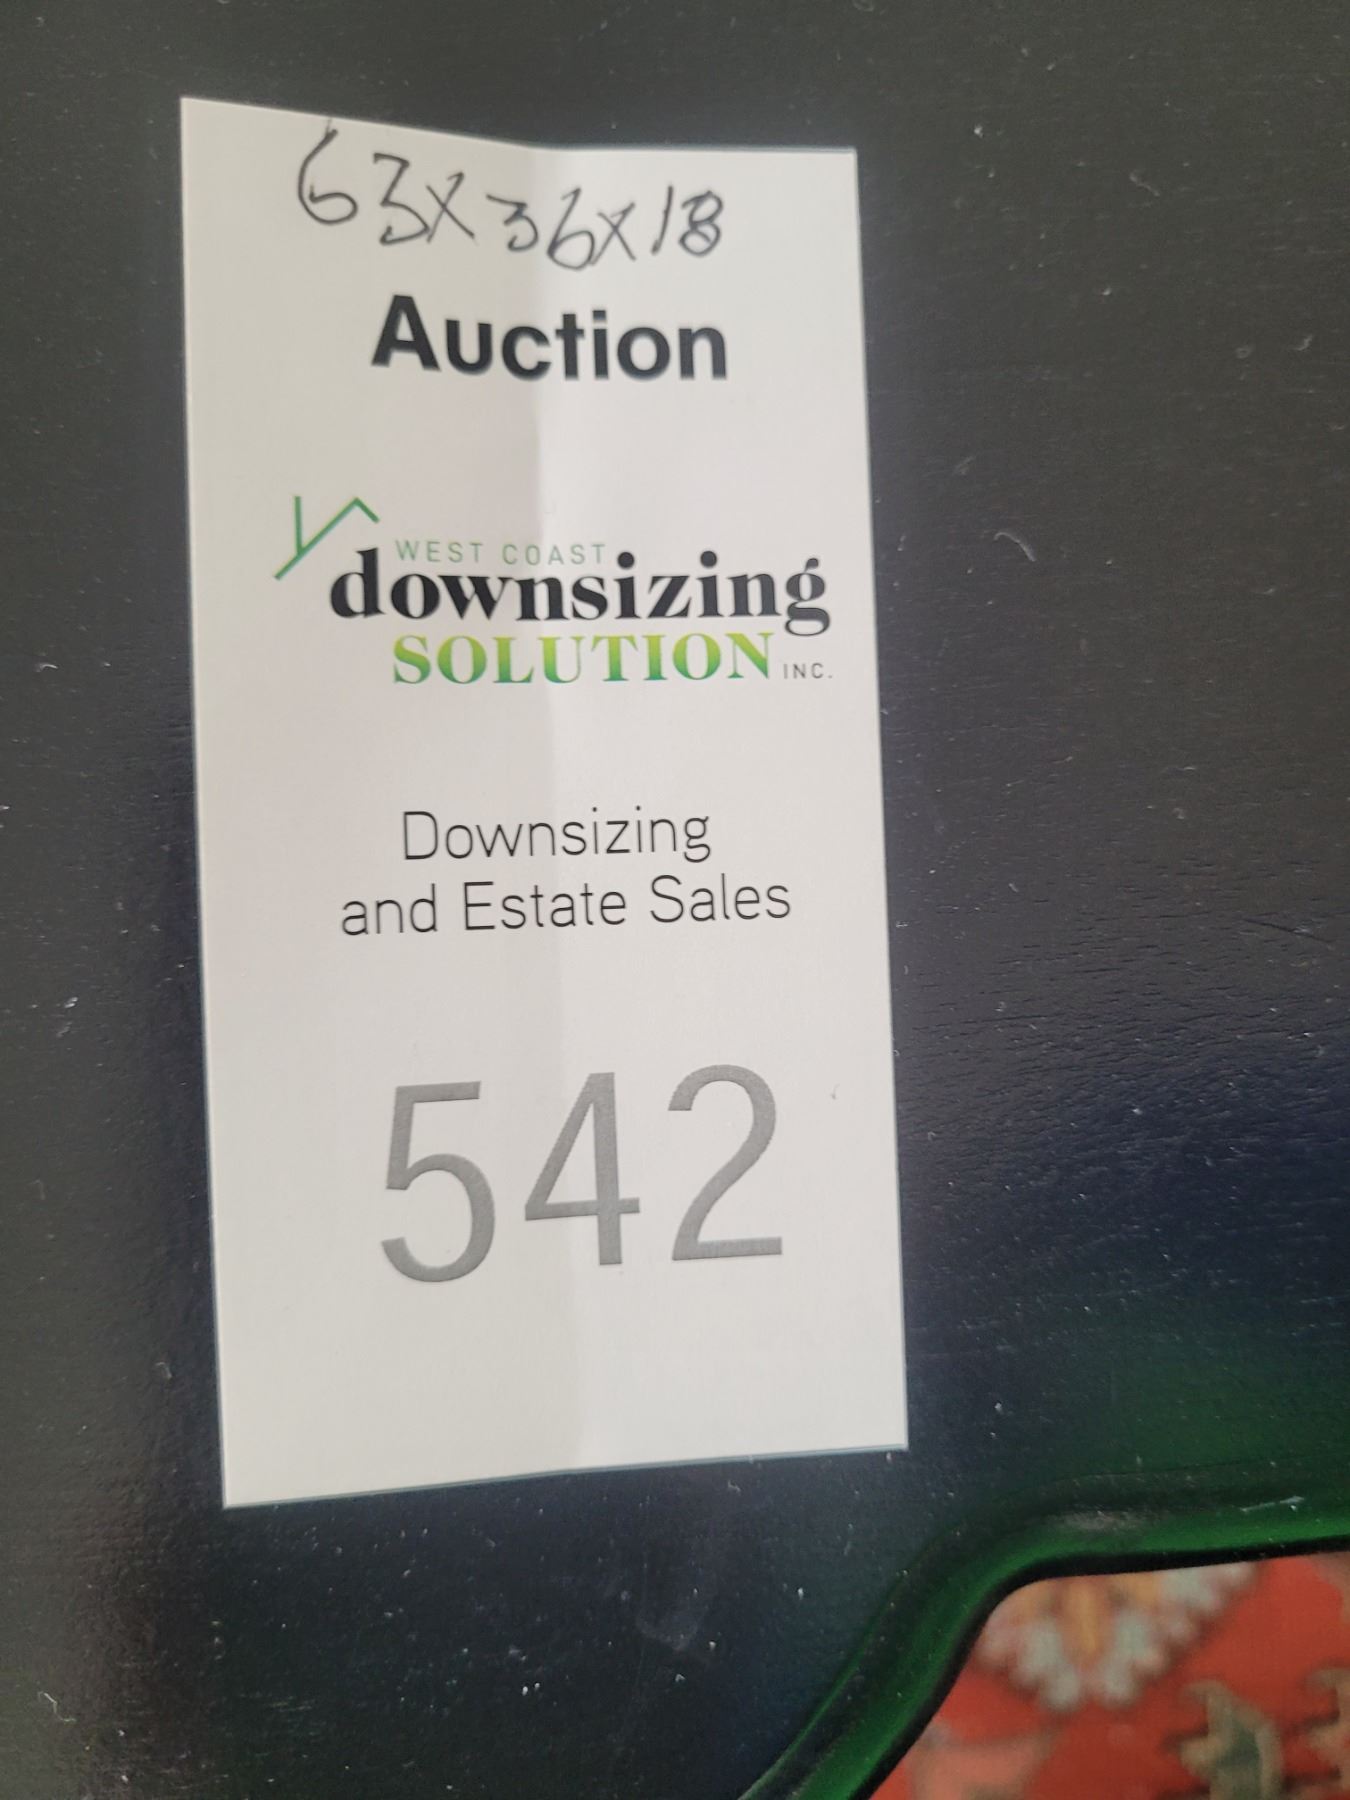 63x36x18
Auction
WEST COAST
downsizing
SOLUTION INC.
Downsizing
and Estate Sales
542